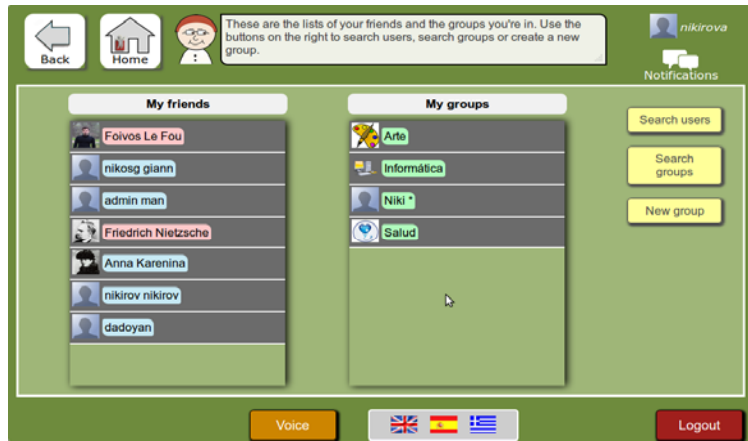 These are the lists of your friends and the groups you're in. Use the
buttons on the right to search users, search groups or create a new
group.
nikirova
Back
Home
Notifications
My friends
My groups
Search users
Foivos Le Fou
Arte
nikosg giann
Informática
Search
groups
admin man
Niki *
New group
Friedrich Nietzsche
Salud
Anna Karenina
nikirov nikirov
dadoyan
Voice
Logout